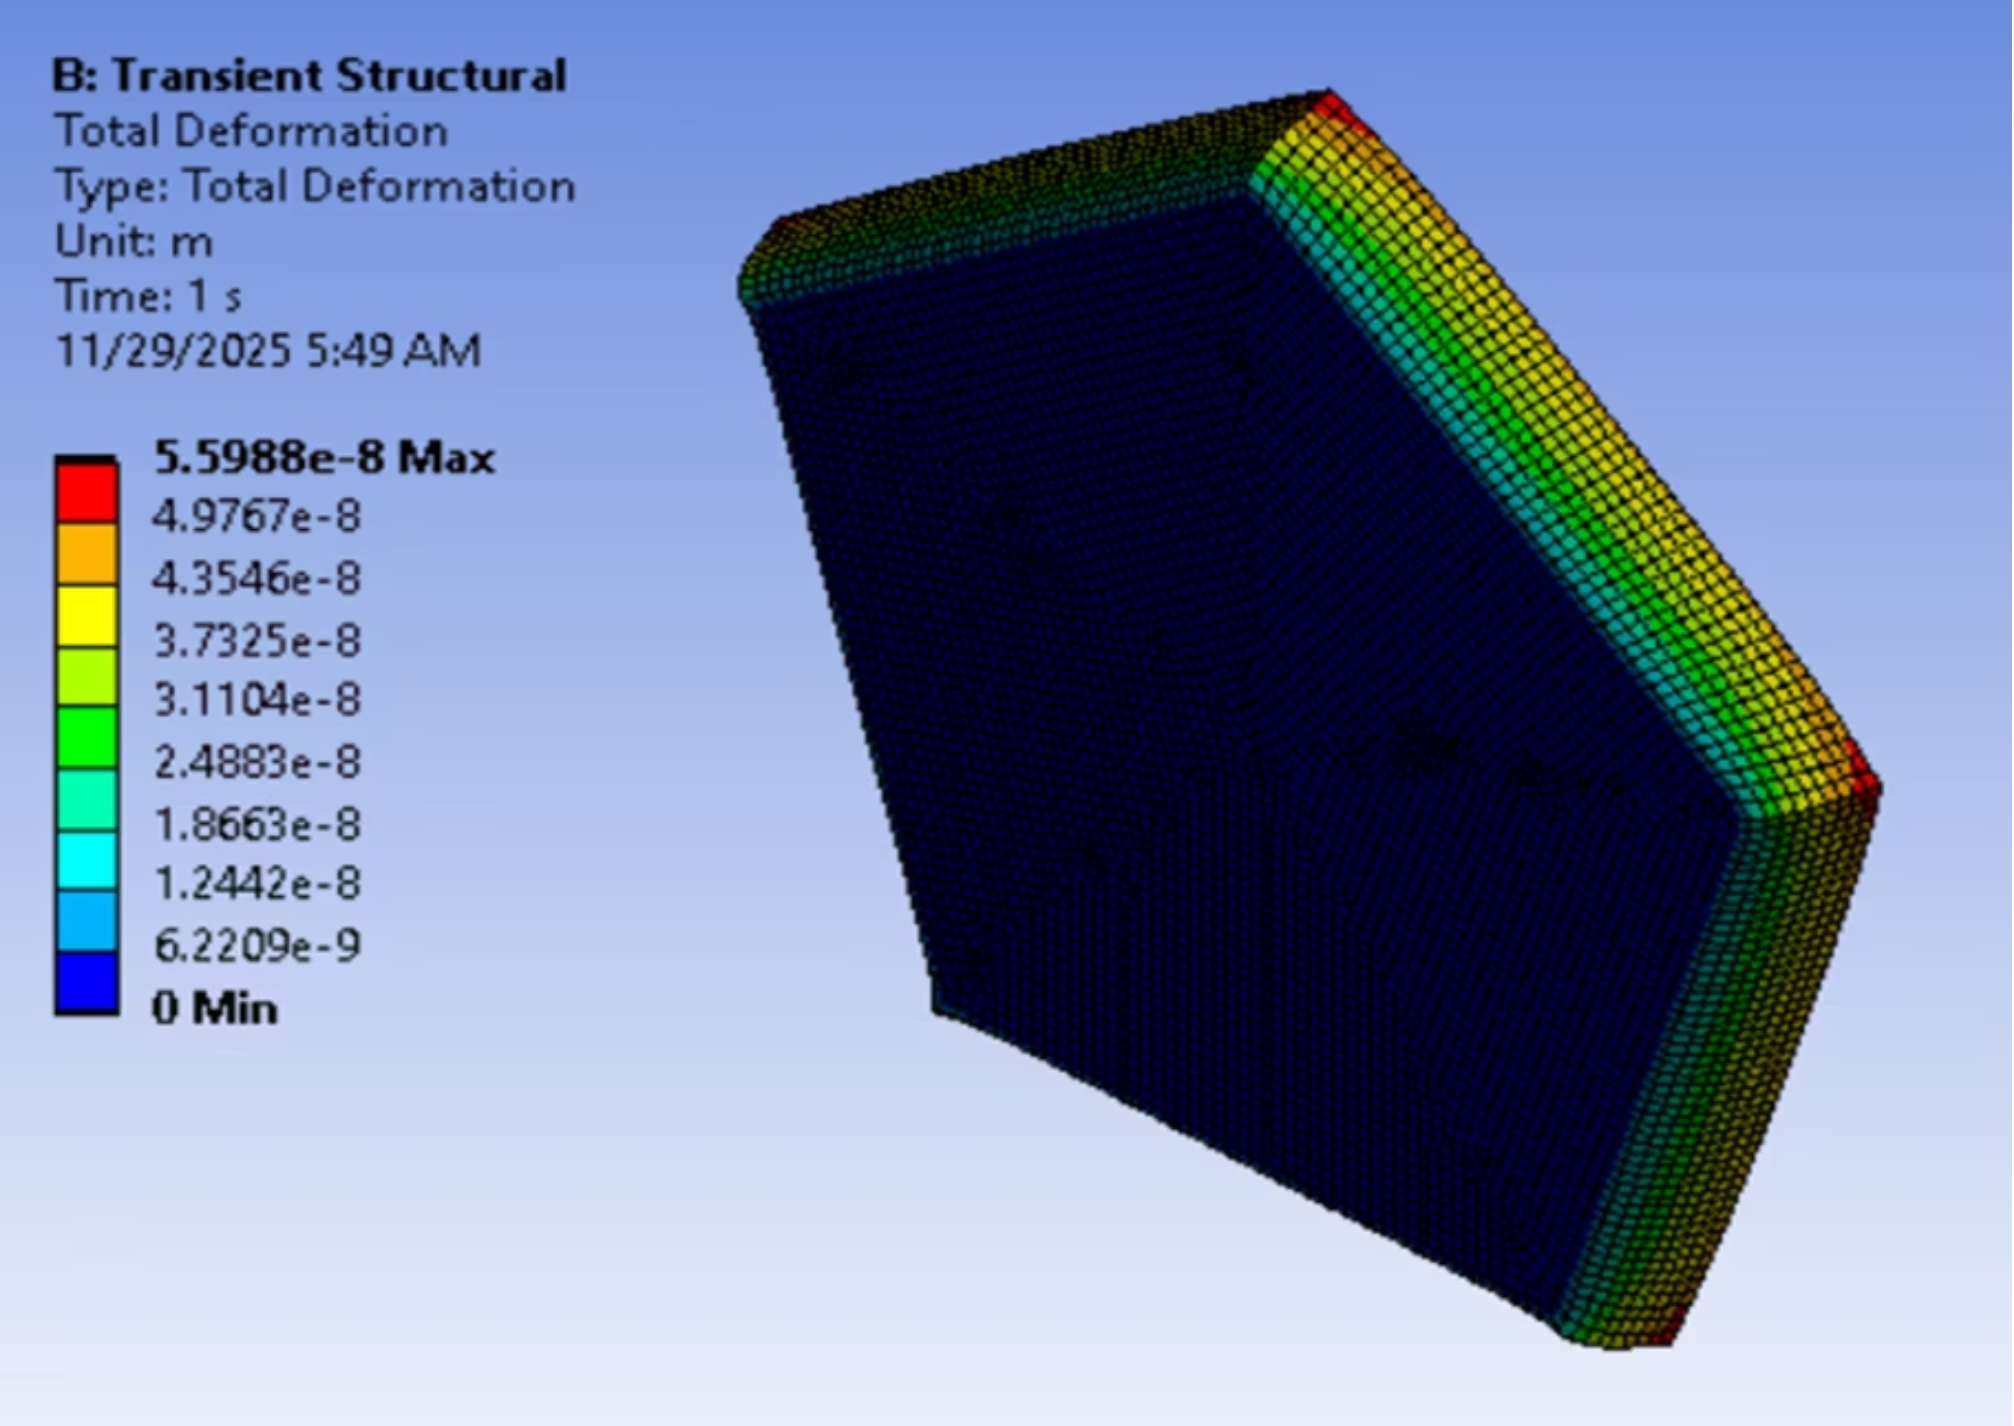 B: Transient Structural
Total Deformation
Type: Total Deformation
Unit: m
Time: 1 s
11/29/2025 5:49 AM
5.5988e-8 Max
4.9767e-8
4.3546e-8
3.7325e-8
3.1104e-8
2.4883e-8
1.8663e-8
1.2442e-8
6.2209e-9
0 Min